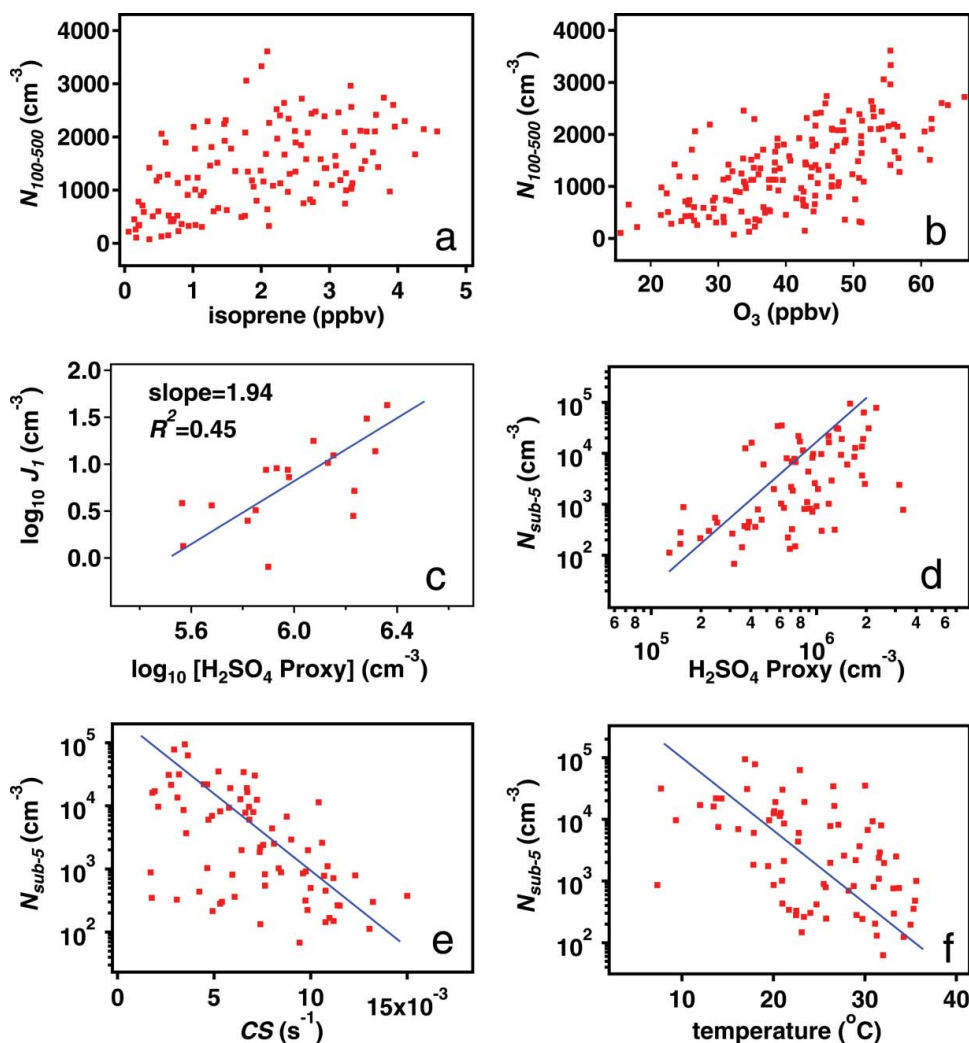 4000
3000
2000
1000
0
N100-500 (cm-3)
a
0 1 2 3 4 5
isoprene (ppbv)
4000
3000
2000
1000
0
N100-500 (cm-3)
b
20 30 40 50 60
O3 (ppbv)
2.0
1.5
1.0
0.5
0.0
log10 J1 (cm-3)
slope=1.94
R2=0.45
c
5.6 6.0 6.4
log10 [H2SO4 Proxy] (cm-3)
105
104
103
102
Nsub-5 (cm-3)
d
6 8 2 4 6 8 2 4 6
105 106
H2SO4 Proxy (cm-3)
105
104
103
102
Nsub-5 (cm-3)
e
0 5 10 15x10-3
CS (s-1)
105
104
103
102
Nsub-5 (cm-3)
f
10 20 30 40
temperature (oC)